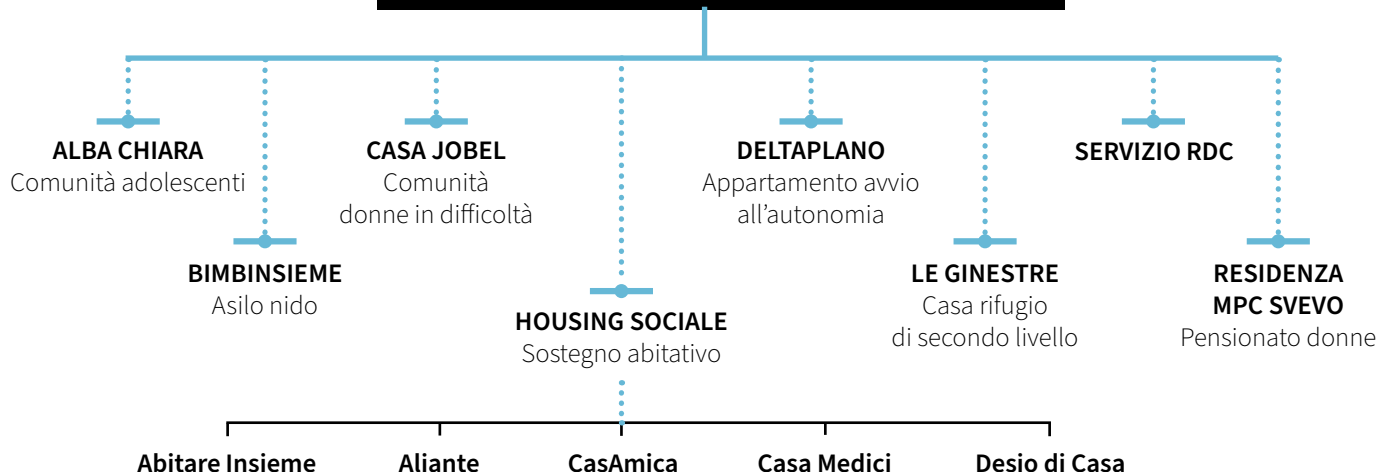 ALBA CHIARA
Comunità adolescenti
CASA JOBEL
Comunità
donne in difficoltà
DELTAPLANO
Appartamento avvio
all’autonomia
SERVIZIO RDC
BIMBINSIEME
Asilo nido
HOUSING SOCIALE
Sostegno abitativo
LE GINESTRE
Casa rifugio
di secondo livello
RESIDENZA
MPC SVEVO
Pensionato donne
Abitare Insieme
Aliante
CasAmica
Casa Medici
Desio di Casa